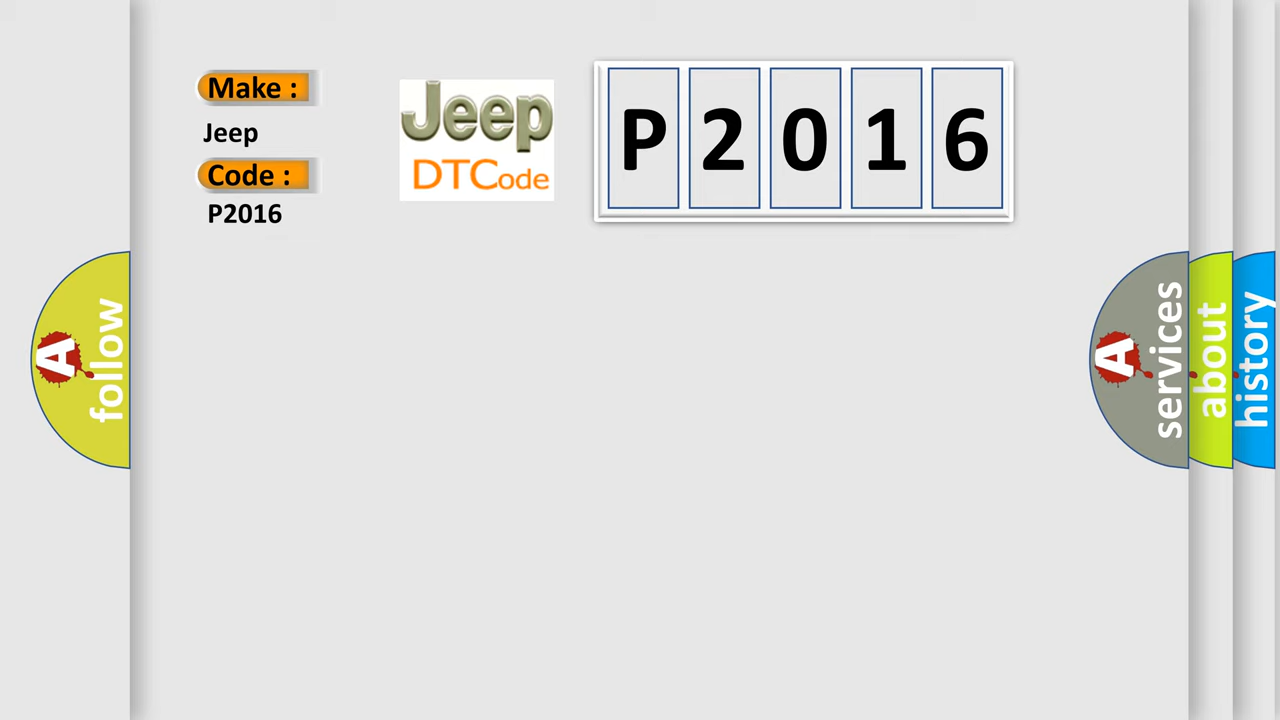 Make :
Jeep
Code :
P2016
Jeep
DTCode
P 2 0 1 6
A follow
A services
about
history